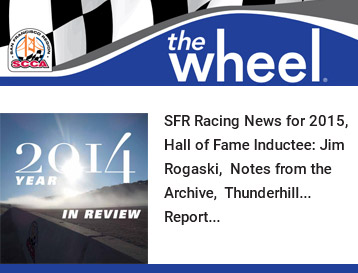 SAN FRANCISCO REGION
SCCA
the
wheel®
2014
YEAR
IN REVIEW
SFR Racing News for 2015,
Hall of Fame Inductee: Jim
Rogaski, Notes from the
Archive, Thunderhill...
Report...